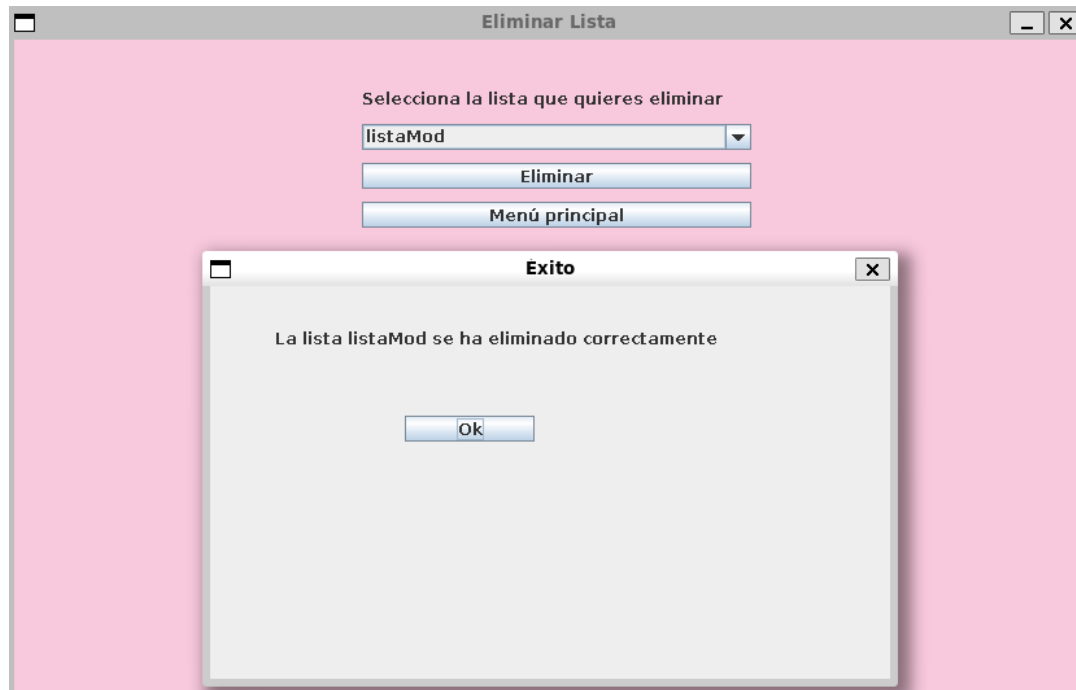 Eliminar Lista
Selecciona la lista que quieres eliminar
listaMod
Eliminar
Menú principal
Éxito
La lista listaMod se ha eliminado correctamente
Ok